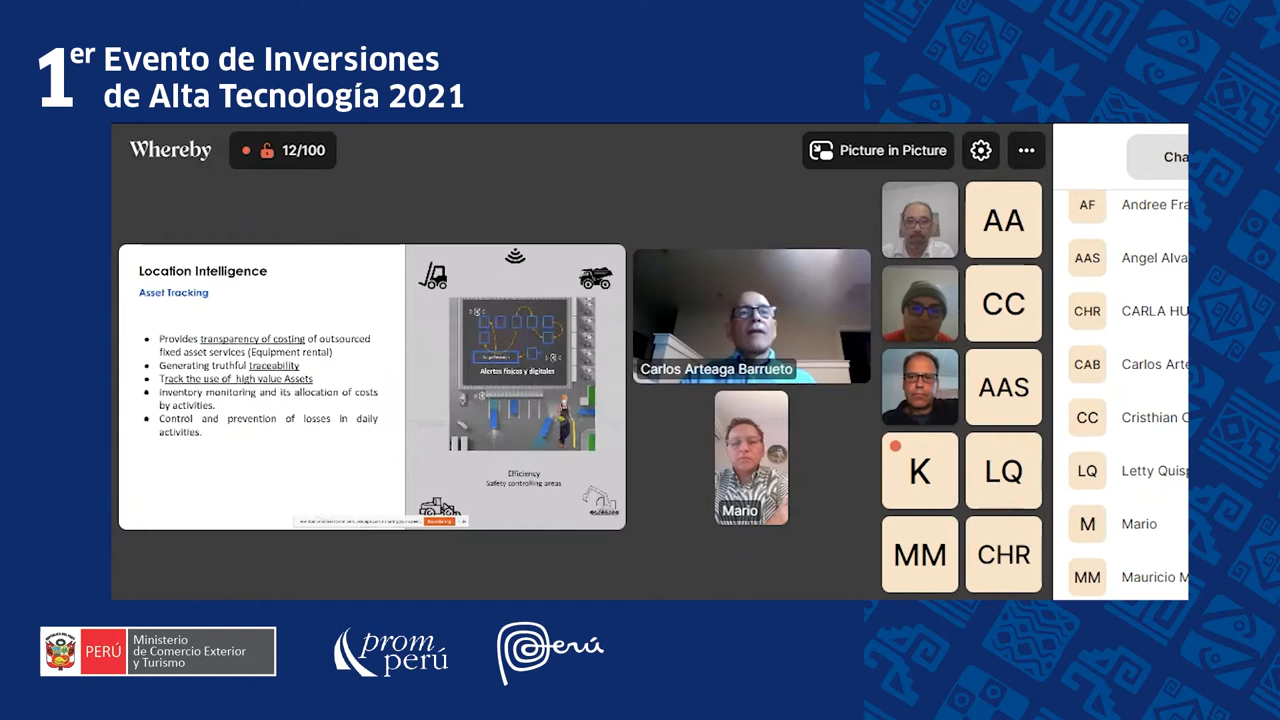 1er Evento de Inversiones
de Alta Tecnología 2021
Whereby
12/100
Picture in Picture
Cha
Location Intelligence
Asset Tracking
● Provides transparency of costing of outsourced
fixed asset services (Equipment rental)
● Generating truthful traceability
● Track the use of high value Assets
● Inventory monitoring and its allocation of costs
by activities.
● Control and prevention of losses in daily
activities.
Alertas físicas y digitales
Efficiency
Safety controlling areas
Carlos Arteaga Barrueto
Mario
AA
CC
AAS
K
LQ
MM
CHR
AF Andree Fra
AAS Angel Alva
CHR CARLA HU
CAB Carlos Arte
CC Cristhian C
LQ Letty Quisp
M Mario
MM Mauricio M
PERÚ
Ministerio
de Comercio Exterior
y Turismo
prom
perú
Perú